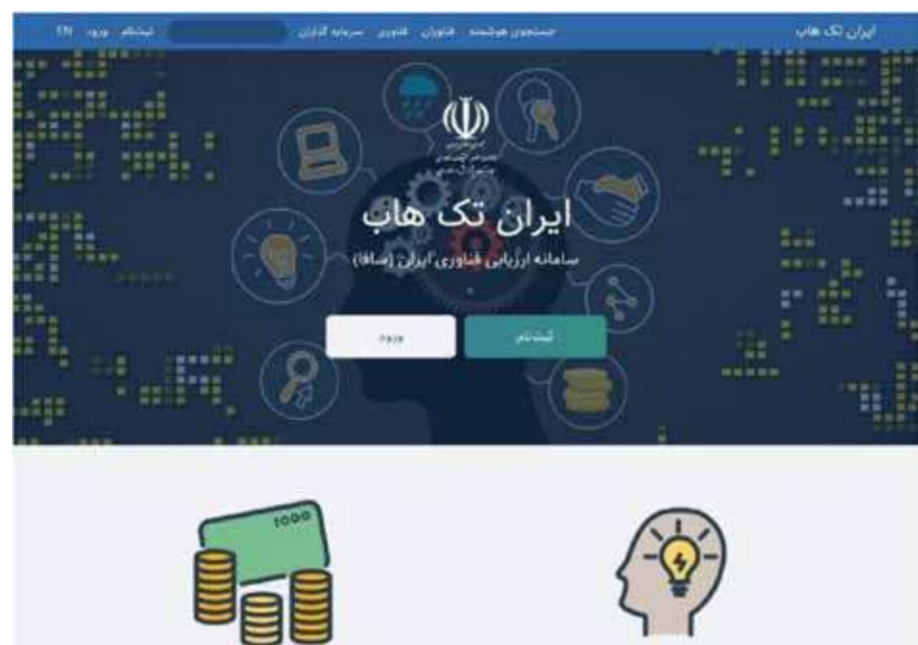 ایران تک هاب
جستجوی هوشمند فناوران فناوری سرمایه گذاران ثبت‌نام ورود EN
ایران تک هاب
سامانه ارزیابی فناوری ایران (سافا)
ثبت‌نام ورود
1000